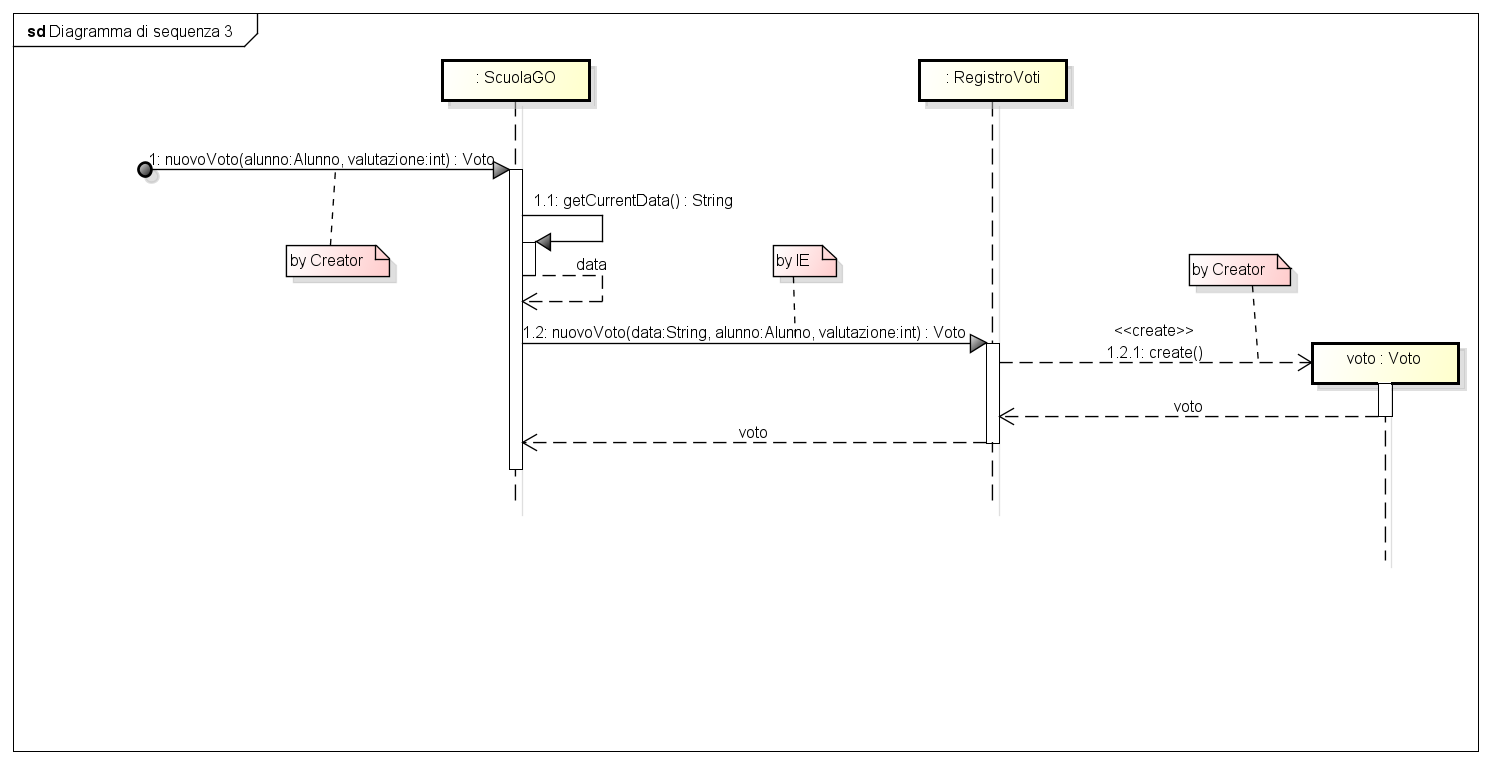 sd Diagramma di sequenza 3
: ScuolaGO
: RegistroVoti
1: nuovoVoto(alunno:Alunno, valutazione:int) : Voto
1.1: getCurrentData() : String
by Creator
data
by IE
by Creator
1.2: nuovoVoto(data:String, alunno:Alunno, valutazione:int) : Voto
<<create>>
1.2.1: create()
voto : Voto
voto
voto